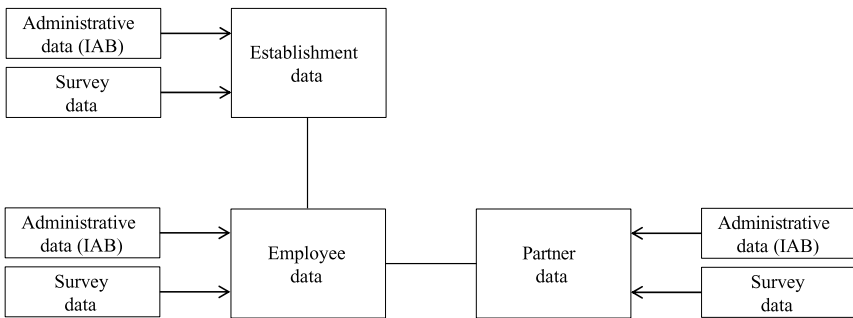 Administrative
data (IAB)
Establishment
data
Survey
data
Administrative
data (IAB)
Employee
data
Survey
data
Partner
data
Administrative
data (IAB)
Survey
data